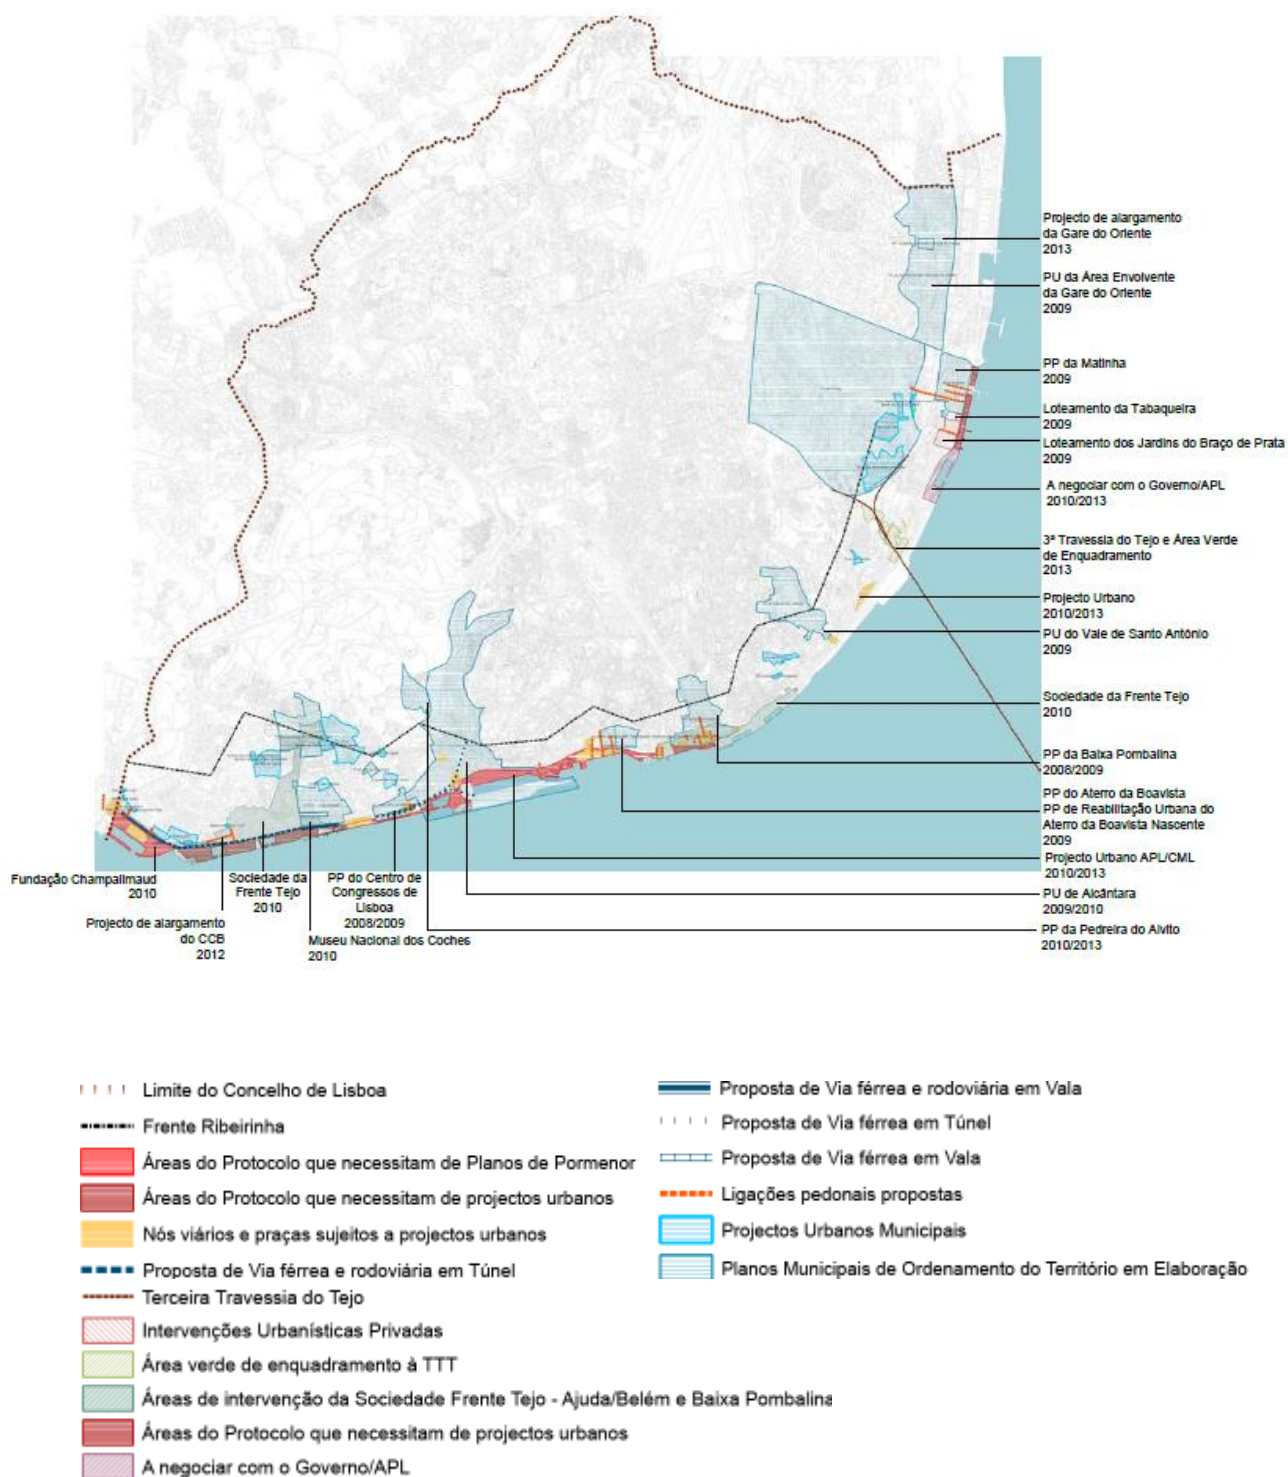 Projecto de alargamento
da Gare do Oriente
2013
PU da Área Envolvente
da Gare do Oriente
2009
PP da Matinha
2009
Loteamento da Tabaqueira
2009
Loteamento dos Jardins do Braço de Prata
2009
A negociar com o Governo/APL
2010/2013
3ª Travessia do Tejo e Área Verde
de Enquadramento
2013
Projecto Urbano
2010/2013
PU do Vale de Santo António
2009
Sociedade da Frente Tejo
2010
PP da Baixa Pombalina
2008/2009
PP do Aterro da Boavista
PP de Reabilitação Urbana do
Aterro da Boavista Nascente
2009
Projecto Urbano APL/CML
2010/2013
PU de Alcântara
2009/2010
PP da Pedreira do Alvito
2010/2013
Fundação Champalimaud
2010
Projecto de alargamento
do CCB
2012
Sociedade da
Frente Tejo
2010
Museu Nacional dos Coches
2010
PP do Centro de
Congressos de
Lisboa
2008/2009
Limite do Concelho de Lisboa
Frente Ribeirinha
Áreas do Protocolo que necessitam de Planos de Pormenor
Áreas do Protocolo que necessitam de projectos urbanos
Nós viários e praças sujeitos a projectos urbanos
Proposta de Via férrea e rodoviária em Túnel
Terceira Travessia do Tejo
Intervenções Urbanísticas Privadas
Área verde de enquadramento à TTT
Áreas de intervenção da Sociedade Frente Tejo - Ajuda/Belém e Baixa Pombalina
Áreas do Protocolo que necessitam de projectos urbanos
A negociar com o Governo/APL
Proposta de Via férrea e rodoviária em Vala
Proposta de Via férrea em Túnel
Proposta de Via férrea em Vala
Ligações pedonais propostas
Projectos Urbanos Municipais
Planos Municipais de Ordenamento do Território em Elaboração